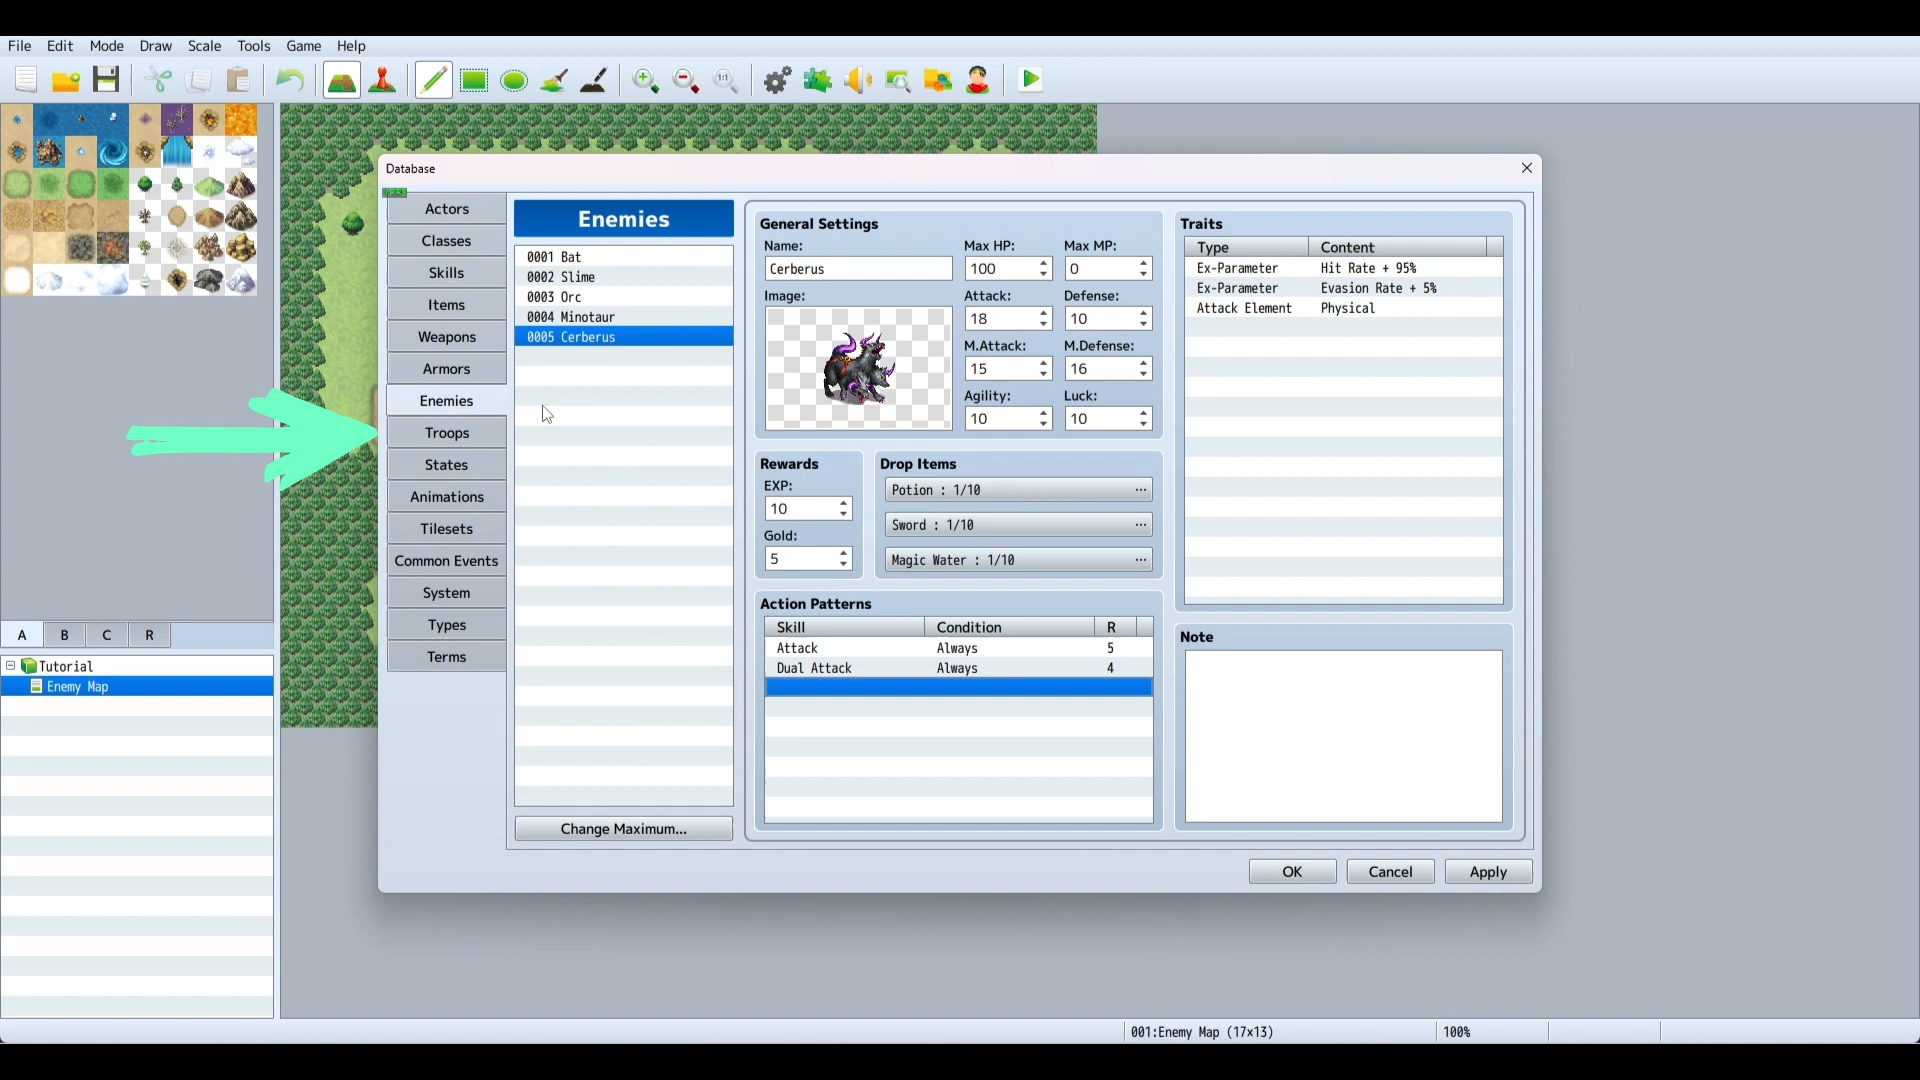 File Edit Mode Draw Scale Tools Game Help
1:1
Database
Actors
Classes
Skills
Items
Weapons
Armors
Enemies
Troops
States
Animations
Tilesets
Common Events
System
Types
Terms
Enemies
0001 Bat
0002 Slime
0003 Orc
0004 Minotaur
0005 Cerberus
Change Maximum...
General Settings
Name: Max HP: Max MP:
Cerberus 100 0
Image: Attack: Defense:
18 10
M.Attack: M.Defense:
15 16
Agility: Luck:
10 10
Rewards
EXP:
10
Gold:
5
Drop Items
Potion : 1/10 ...
Sword : 1/10 ...
Magic Water : 1/10 ...
Action Patterns
Skill Condition R
Attack Always 5
Dual Attack Always 4
Traits
Type Content
Ex-Parameter Hit Rate + 95%
Ex-Parameter Evasion Rate + 5%
Attack Element Physical
Note
OK Cancel Apply
A B C R
Tutorial
Enemy Map
001:Enemy Map (17x13) 100%